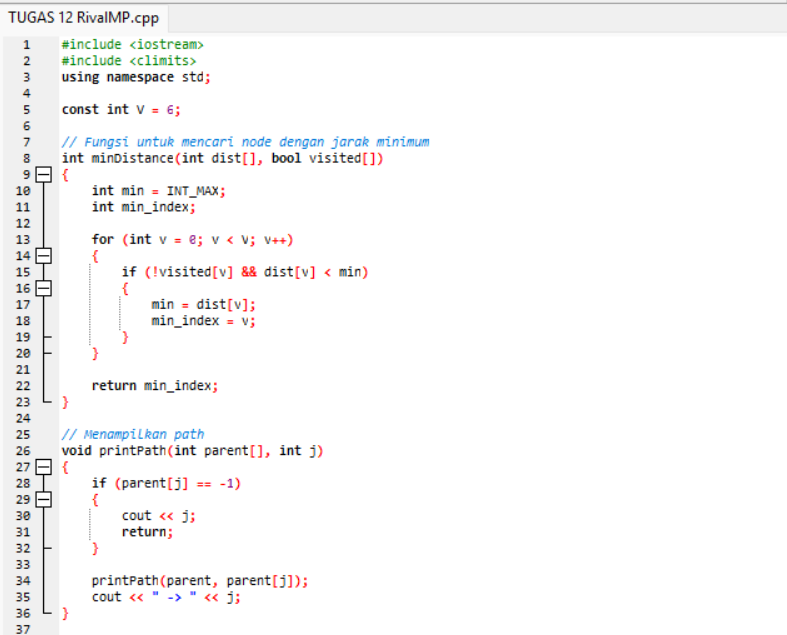 TUGAS 12 RivalMP.cpp
1 #include <iostream>
2 #include <climits>
3 using namespace std;
4
5 const int V = 6;
6
7 // Fungsi untuk mencari node dengan jarak minimum
8 int minDistance(int dist[], bool visited[])
9 {
10 int min = INT_MAX;
11 int min_index;
12
13 for (int v = 0; v < V; v++)
14 {
15 if (!visited[v] && dist[v] < min)
16 {
17 min = dist[v];
18 min_index = v;
19 }
20 }
21
22 return min_index;
23 }
24
25 // Menampilkan path
26 void printPath(int parent[], int j)
27 {
28 if (parent[j] == -1)
29 {
30 cout << j;
31 return;
32 }
33
34 printPath(parent, parent[j]);
35 cout << " -> " << j;
36 }
37